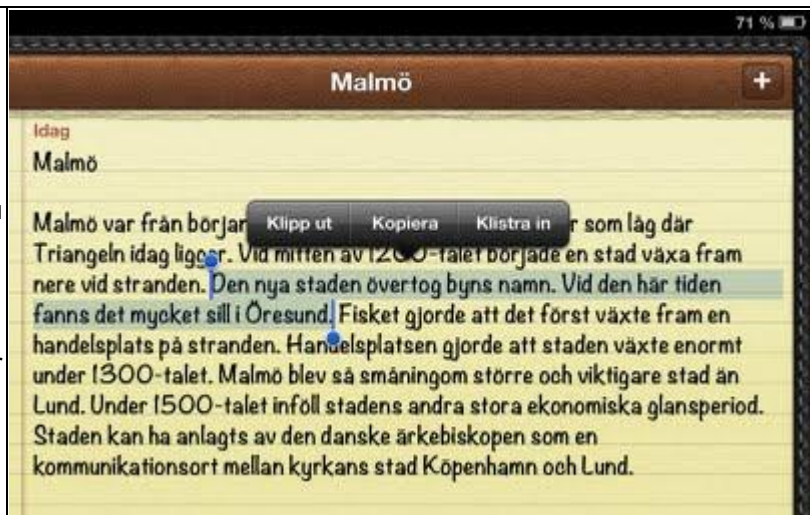 71 %
Malmö
+
Idag
Malmö
Klipp ut Kopiera Klistra in
Malmö var från börjar r som låg där
Triangeln idag ligger. Vid mitten av 1200-talet började en stad växa fram
nere vid stranden. Den nya staden övertog byns namn. Vid den här tiden
fanns det mycket sill i Öresund. Fisket gjorde att det först växte fram en
handelsplats på stranden. Handelsplatsen gjorde att staden växte enormt
under 1300-talet. Malmö blev så småningom större och viktigare stad än
Lund. Under 1500-talet inföll stadens andra stora ekonomiska glansperiod.
Staden kan ha anlagts av den danske ärkebiskopen som en
kommunikationsort mellan kyrkans stad Köpenhamn och Lund.